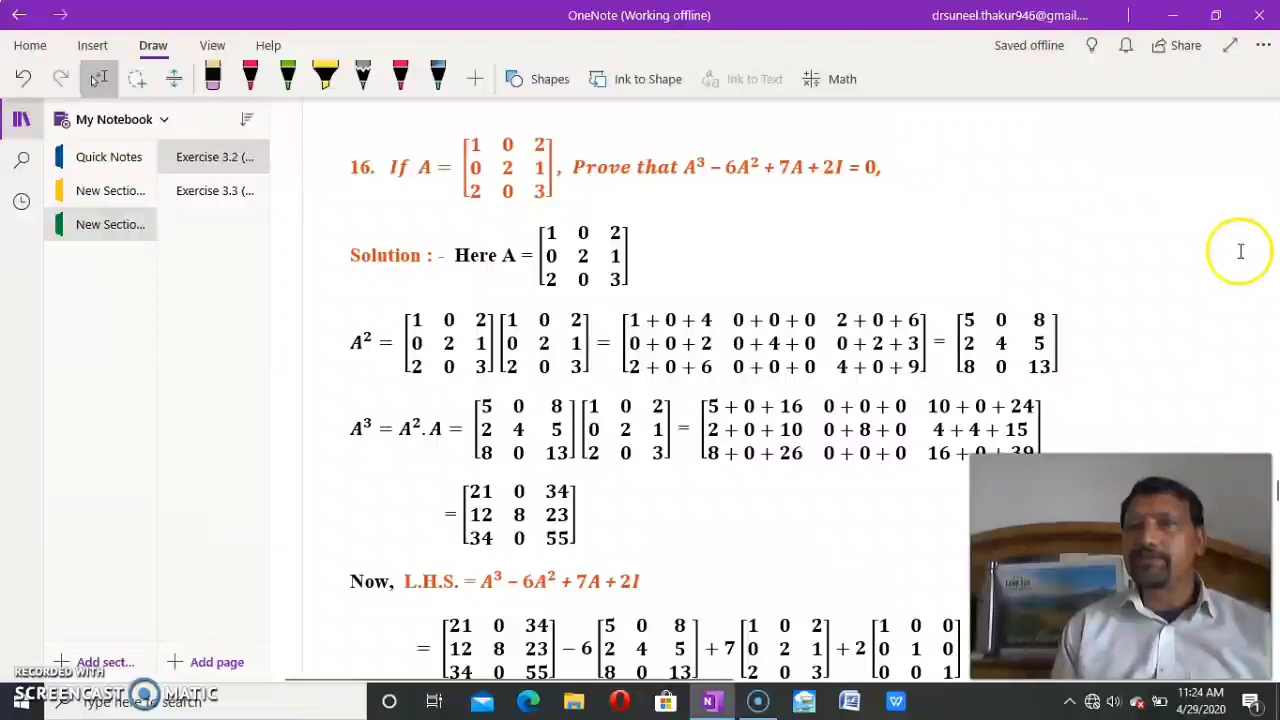 OneNote (Working offline)
drsuneel.thakur946@gmail....
Home Insert Draw View Help
Saved offline
Share
Shapes Ink to Shape Ink to Text Math
My Notebook
Quick Notes
New Sectio...
New Sectio...
Exercise 3.2 (...
Exercise 3.3 (...
16. If A = [1 0 2; 0 2 1; 2 0 3], Prove that A³ − 6A² + 7A + 2I = 0,
Solution : - Here A = [1 0 2; 0 2 1; 2 0 3]
A² = [1 0 2; 0 2 1; 2 0 3] [1 0 2; 0 2 1; 2 0 3] = [1 + 0 + 4 0 + 0 + 0 2 + 0 + 6; 0 + 0 + 2 0 + 4 + 0 0 + 2 + 3; 2 + 0 + 6 0 + 0 + 0 4 + 0 + 9] = [5 0 8; 2 4 5; 8 0 13]
A³ = A². A = [5 0 8; 2 4 5; 8 0 13] [1 0 2; 0 2 1; 2 0 3] = [5 + 0 + 16 0 + 0 + 0 10 + 0 + 24; 2 + 0 + 10 0 + 8 + 0 4 + 4 + 15; 8 + 0 + 26 0 + 0 + 0 16 + 0 + 39]
= [21 0 34; 12 8 23; 34 0 55]
Now, L.H.S. = A³ − 6A² + 7A + 2I
= [21 0 34; 12 8 23; 34 0 55] − 6 [5 0 8; 2 4 5; 8 0 13] + 7 [1 0 2; 0 2 1; 2 0 3] + 2 [1 0 0; 0 1 0; 0 0 1]
Add sect...
Add page
RECORDED WITH
SCREENCAST MATIC
Type here to search
11:24 AM
4/29/2020